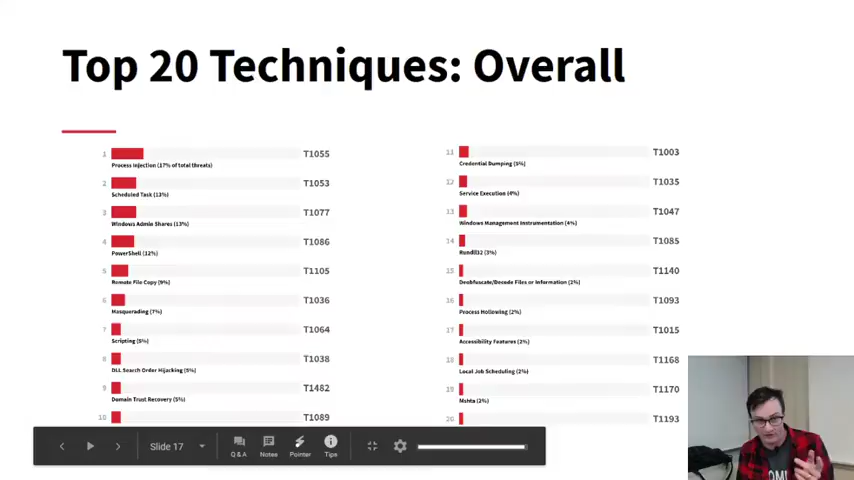 Top 20 Techniques: Overall
1 T1055
Process Injection (17% of total threats)
2 T1053
Scheduled Task (13%)
3 T1077
Windows Admin Shares (13%)
4 T1086
PowerShell (12%)
5 T1105
Remote File Copy (9%)
6 T1036
Masquerading (7%)
7 T1064
Scripting (5%)
8 T1038
DLL Search Order Hijacking (5%)
9 T1482
Domain Trust Recovery (5%)
10 T1089
11 T1003
Credential Dumping (5%)
12 T1035
Service Execution (4%)
13 T1047
Windows Management Instrumentation (4%)
14 T1085
Rundll32 (3%)
15 T1140
Deobfuscate/Decode Files or Information (2%)
16 T1093
Process Hollowing (2%)
17 T1015
Accessibility Features (2%)
18 T1168
Local Job Scheduling (2%)
19 T1170
Mshta (2%)
20 T1193
Slide 17
Q & A
Notes
Pointer
Tips